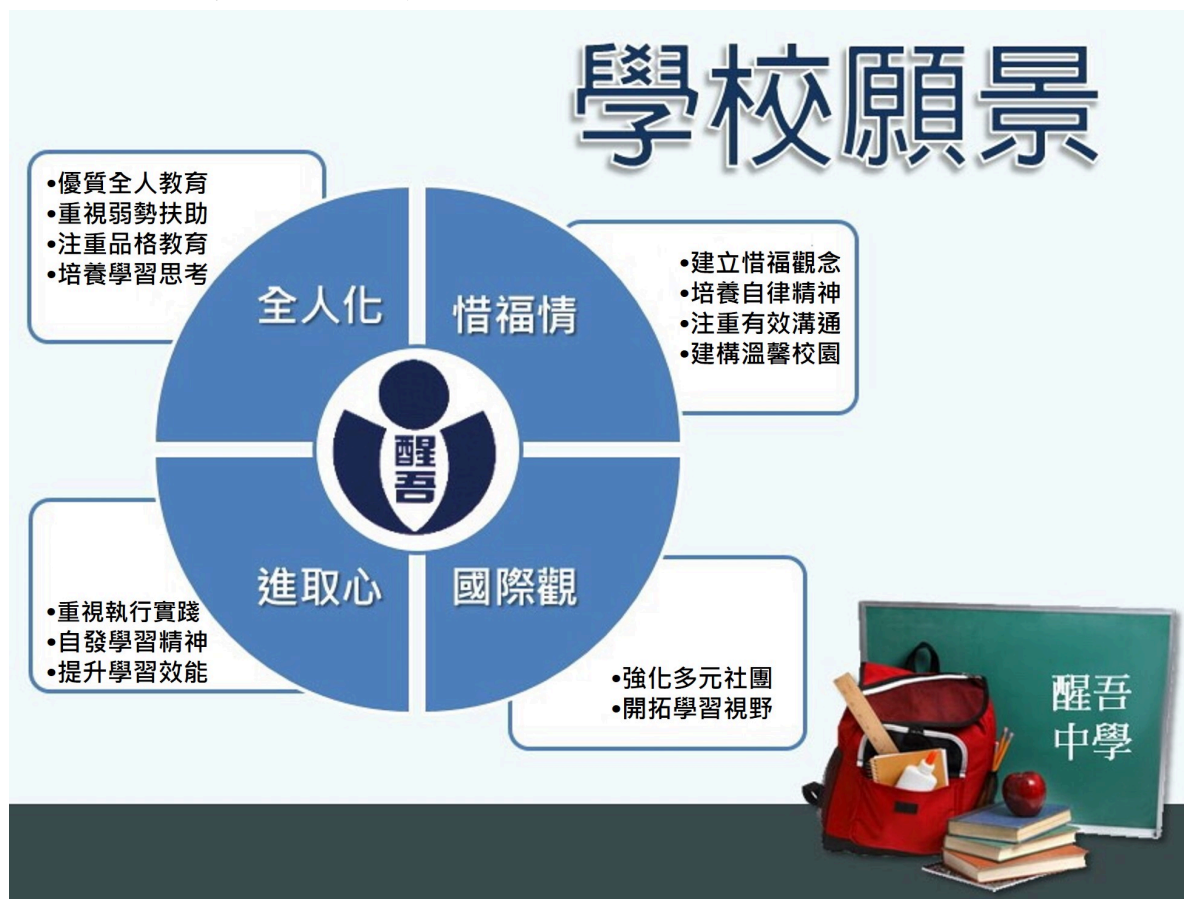 學校願景
•優質全人教育
•重視弱勢扶助
•注重品格教育
•培養學習思考
全人化
惜福情
•建立惜福觀念
•培養自律精神
•注重有效溝通
•建構溫馨校園
醒
吾
進取心
國際觀
•重視執行實踐
•自發學習精神
•提升學習效能
•強化多元社團
•開拓學習視野
醒吾
中學